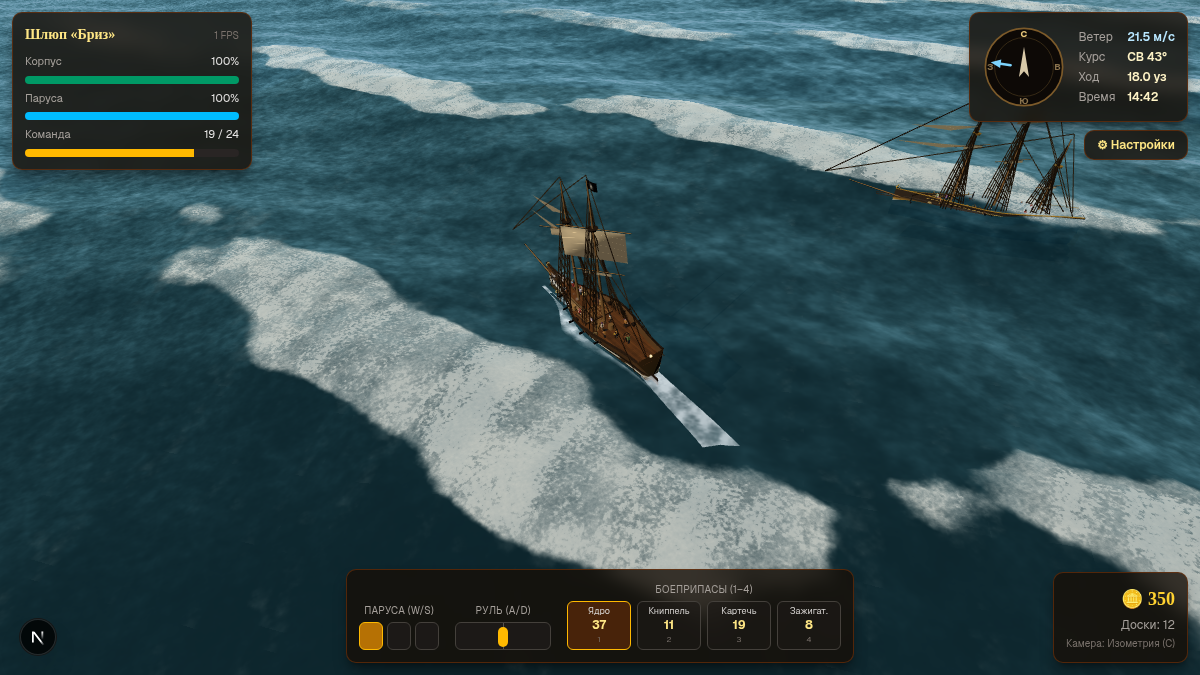 Шлюп «Бриз» 1 FPS
Корпус 100%
Паруса 100%
Команда 19 / 24
С
З В
Ю
Ветер 21.5 м/с
Курс СВ 43°
Ход 18.0 уз
Время 14:42
⚙ Настройки
ПАРУСА (W/S)
РУЛЬ (A/D)
БОЕПРИПАСЫ (1–4)
Ядро
37
1
Книппель
11
2
Картечь
19
3
Зажигат.
8
4
350
Доски: 12
Камера: Изометрия (C)
N